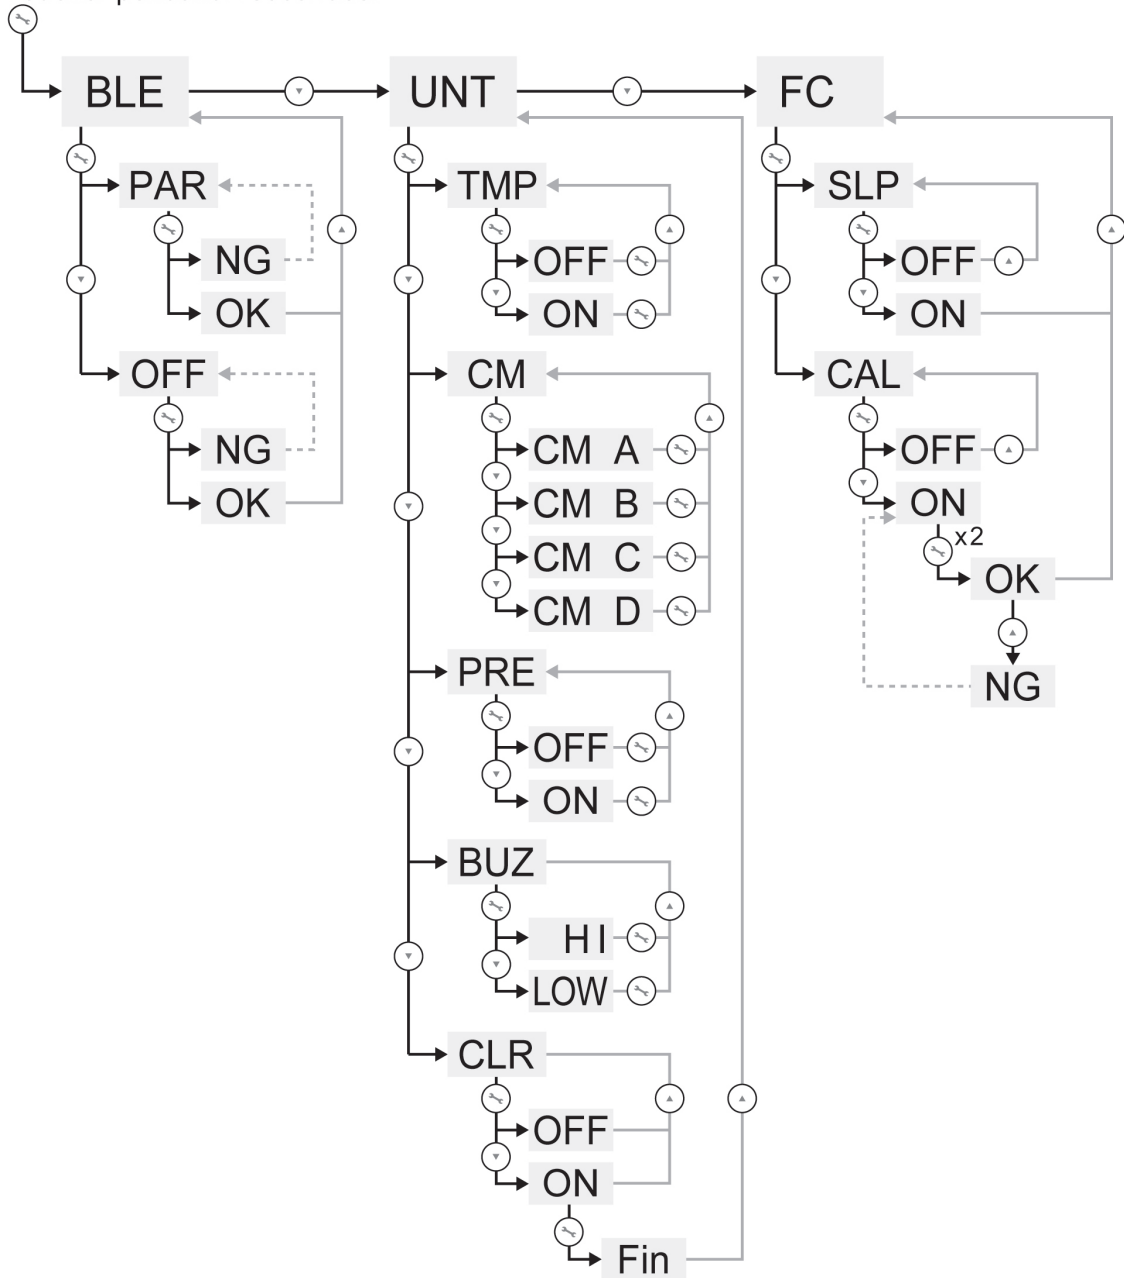 BLE
UNT
FC
PAR
NG
OK
OFF
NG
OK
TMP
OFF
ON
CM
CM A
CM B
CM C
CM D
PRE
OFF
ON
BUZ
HI
LOW
CLR
OFF
ON
Fin
SLP
OFF
ON
CAL
OFF
ON
x2
OK
NG